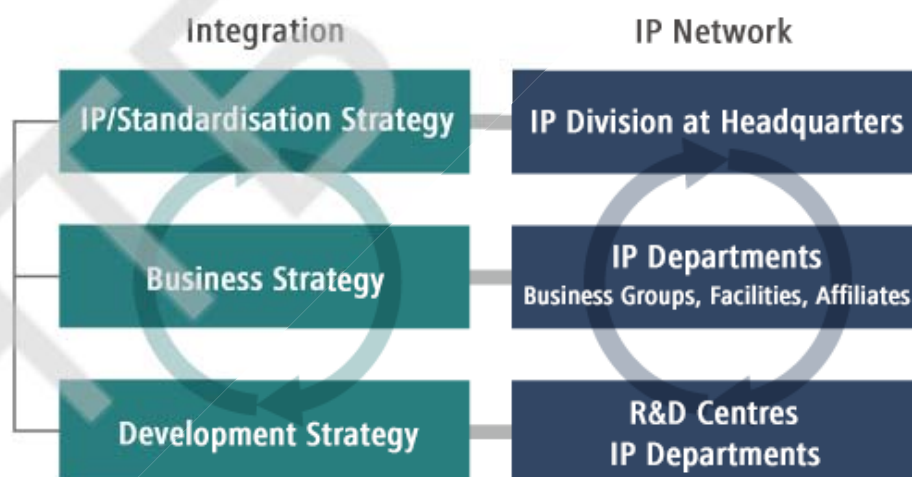 Integration
IP Network
IP/Standardisation Strategy
IP Division at Headquarters
Business Strategy
IP Departments
Business Groups, Facilities, Affiliates
Development Strategy
R&D Centres
IP Departments